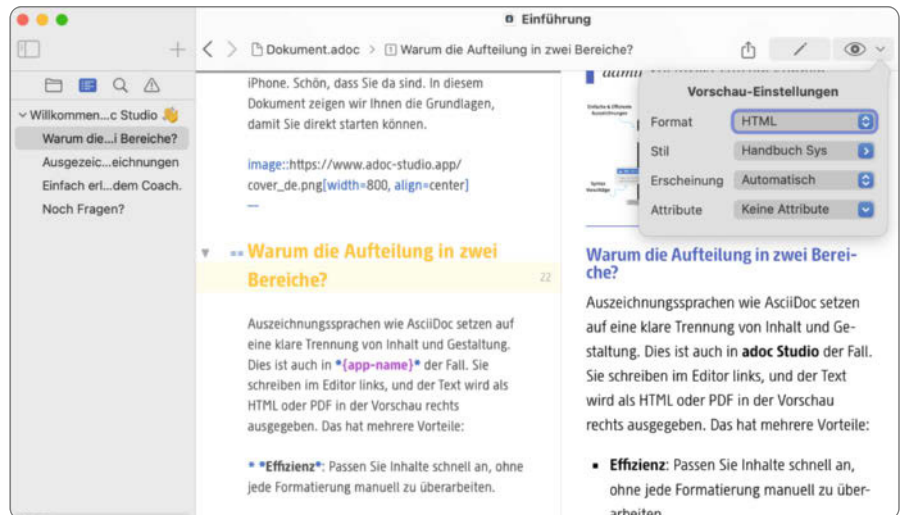 Einführung
Dokument.adoc > Warum die Aufteilung in zwei Bereiche?
Willkommen...c Studio 👋
Warum die...i Bereiche?
Ausgezeic...eichnungen
Einfach erl...dem Coach.
Noch Fragen?
iPhone. Schön, dass Sie da sind. In diesem
Dokument zeigen wir Ihnen die Grundlagen,
damit Sie direkt starten können.
image::https://www.adoc-studio.app/
cover_de.png[width=800, align=center]
—
== Warum die Aufteilung in zwei
Bereiche?
22
Auszeichnungssprachen wie AsciiDoc setzen auf
eine klare Trennung von Inhalt und Gestaltung.
Dies ist auch in *{app-name}* der Fall. Sie
schreiben im Editor links, und der Text wird als
HTML oder PDF in der Vorschau rechts
ausgegeben. Das hat mehrere Vorteile:
* *Effizienz*: Passen Sie Inhalte schnell an, ohne
jede Formatierung manuell zu überarbeiten.
Vorschau-Einstellungen
Format HTML
Stil Handbuch Sys
Erscheinung Automatisch
Attribute Keine Attribute
Warum die Aufteilung in zwei Berei-
che?
Auszeichnungssprachen wie AsciiDoc setzen
auf eine klare Trennung von Inhalt und Ge-
staltung. Dies ist auch in adoc Studio der Fall.
Sie schreiben im Editor links, und der Text
wird als HTML oder PDF in der Vorschau
rechts ausgegeben. Das hat mehrere Vorteile:
▪ Effizienz: Passen Sie Inhalte schnell an,
ohne jede Formatierung manuell zu über-
arbeiten